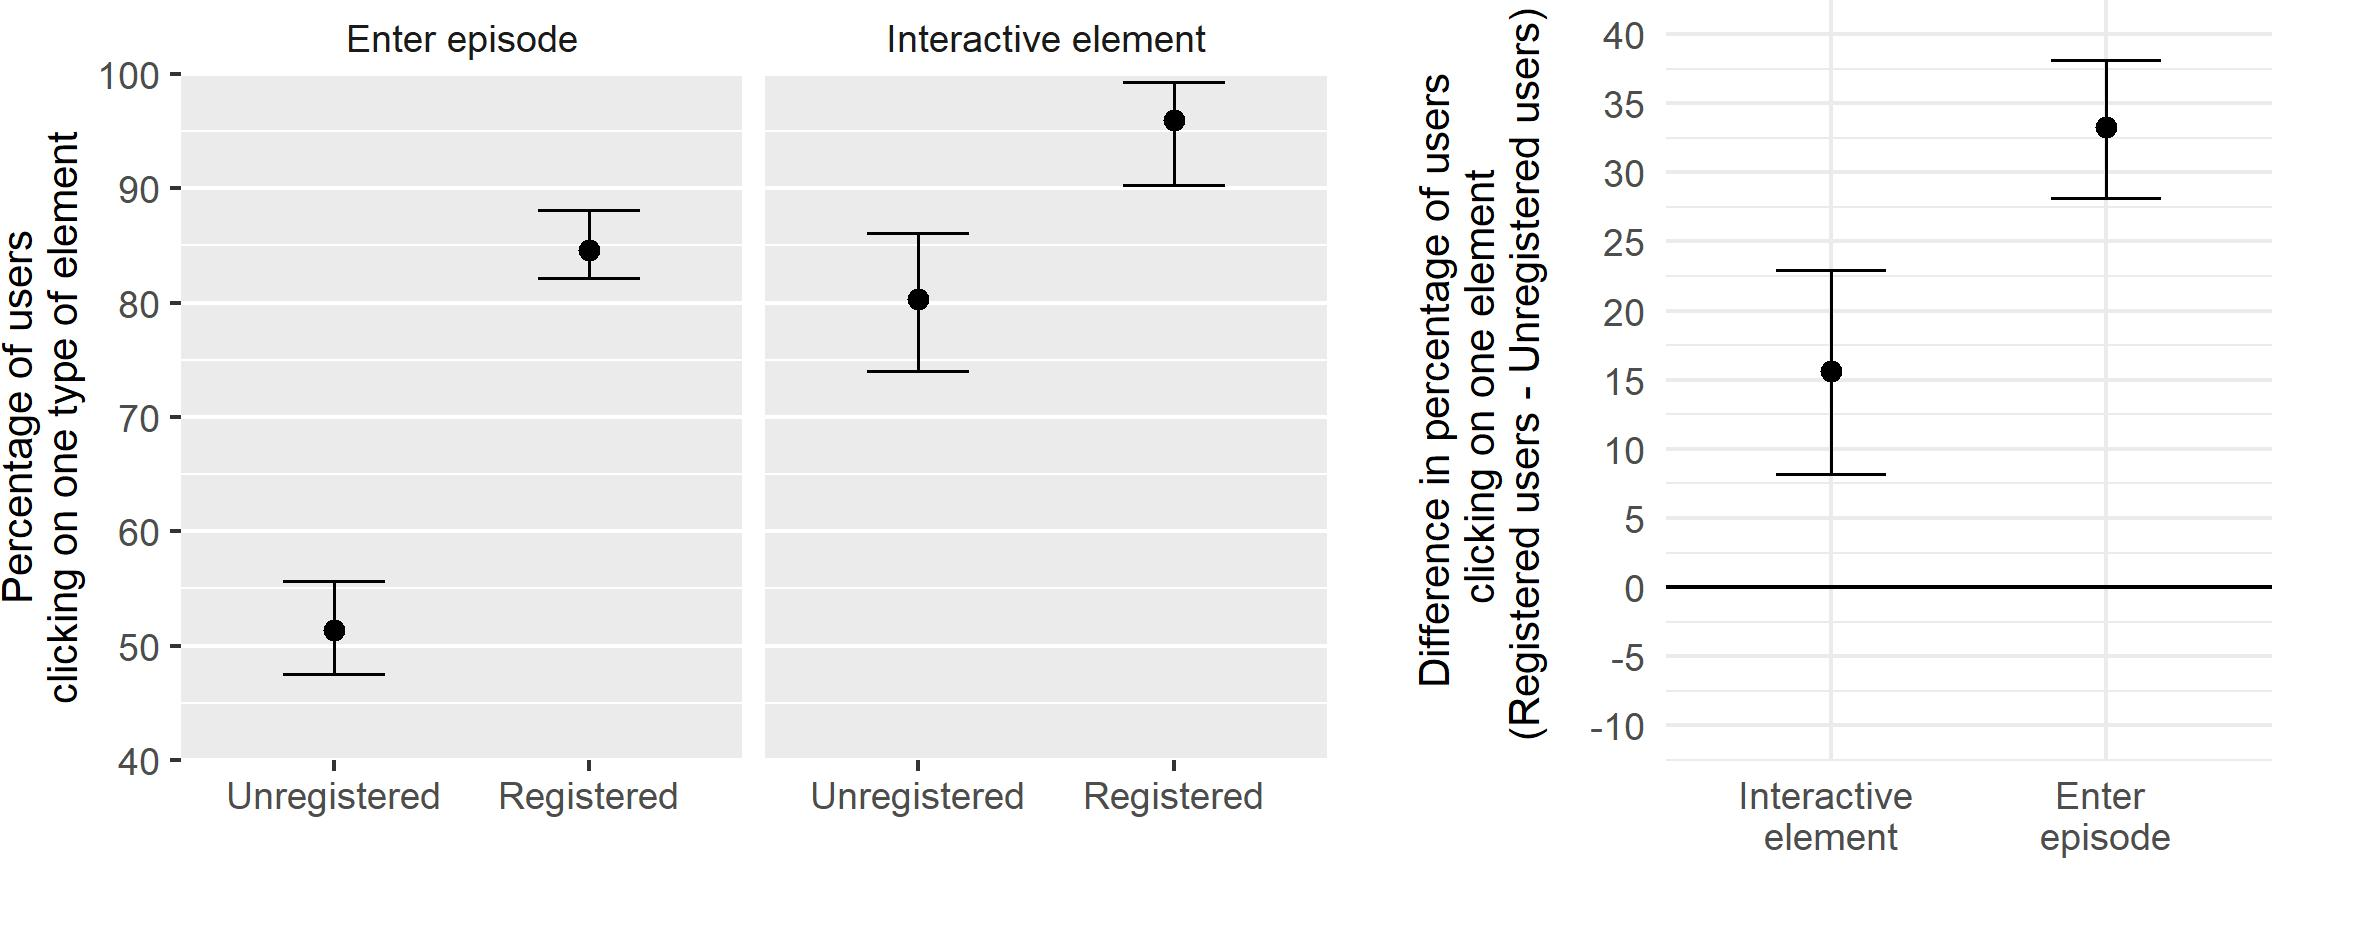 Enter episode
Interactive element
Percentage of users
clicking on one type of element
100
90
80
70
60
50
40
Unregistered
Registered
Unregistered
Registered
Difference in percentage of users
clicking on one element
(Registered users - Unregistered users)
40
35
30
25
20
15
10
5
0
-5
-10
Interactive
element
Enter
episode